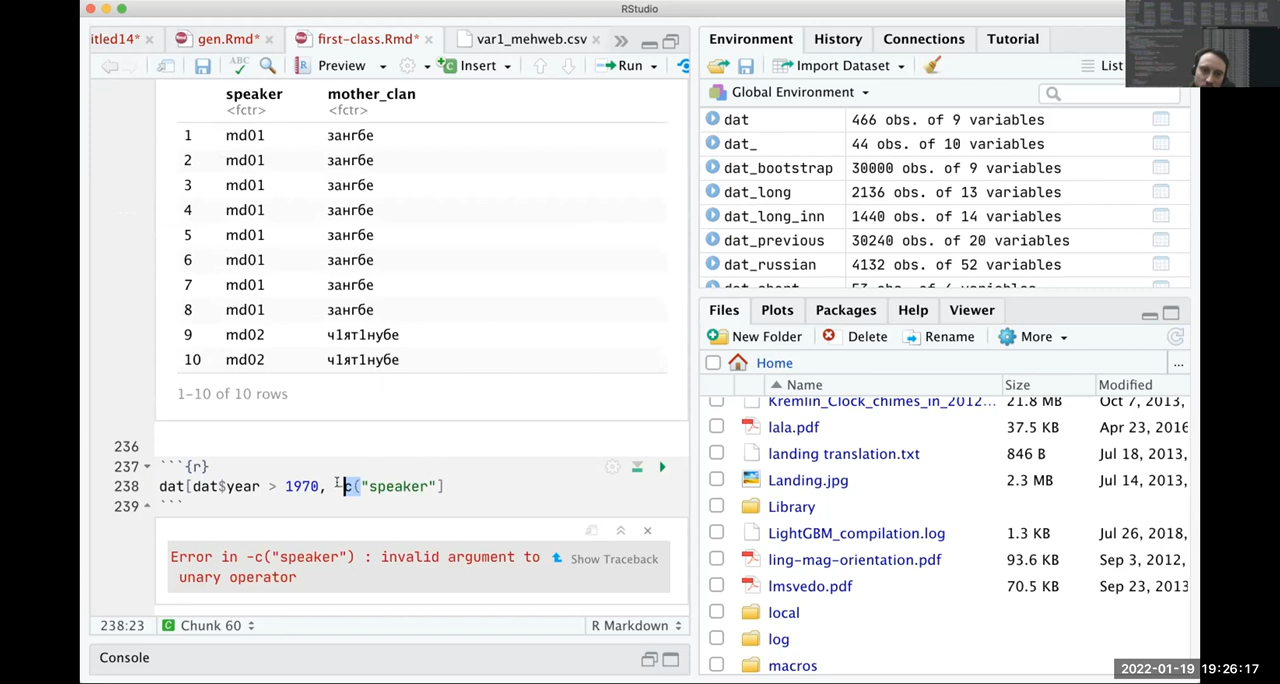 RStudio
itled14* gen.Rmd* first-class.Rmd* var1_mehweb.csv
ABC Preview Insert Run
speaker mother_clan
<fctr> <fctr>
1 md01 зангбе
2 md01 зангбе
3 md01 зангбе
4 md01 зангбе
5 md01 зангбе
6 md01 зангбе
7 md01 зангбе
8 md01 зангбе
9 md02 ч1ят1нубе
10 md02 ч1ят1нубе
1-10 of 10 rows
236
237 ```{r}
238 dat[dat$year > 1970, c("speaker"]
239 ```
Error in -c("speaker") : invalid argument to
unary operator
Show Traceback
238:23 Chunk 60 R Markdown
Console
Environment History Connections Tutorial
Import Dataset List
Global Environment
dat 466 obs. of 9 variables
dat_ 44 obs. of 10 variables
dat_bootstrap 30000 obs. of 9 variables
dat_long 2136 obs. of 13 variables
dat_long_inn 1440 obs. of 14 variables
dat_previous 30240 obs. of 20 variables
dat_russian 4132 obs. of 52 variables
Files Plots Packages Help Viewer
New Folder Delete Rename More
Home ...
Name Size Modified
Kremlin_Clock_chimes_in_2012... 21.8 MB Oct 7, 2013,
lala.pdf 37.5 KB Apr 23, 2016
landing translation.txt 846 B Jul 18, 2013,
Landing.jpg 2.3 MB Jul 14, 2013,
Library
LightGBM_compilation.log 1.3 KB Jul 26, 2018,
ling-mag-orientation.pdf 93.6 KB Sep 3, 2012,
lmsvedo.pdf 70.5 KB Sep 23, 2013
local
log
macros
2022-01-19 19:26:17